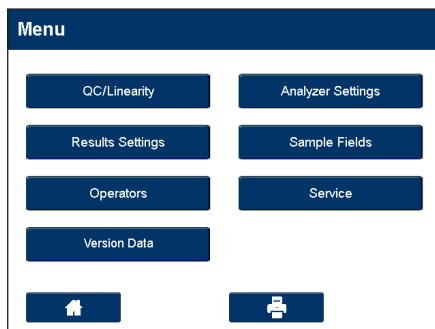 Menu
QC/Linearity
Analyzer Settings
Results Settings
Sample Fields
Operators
Service
Version Data